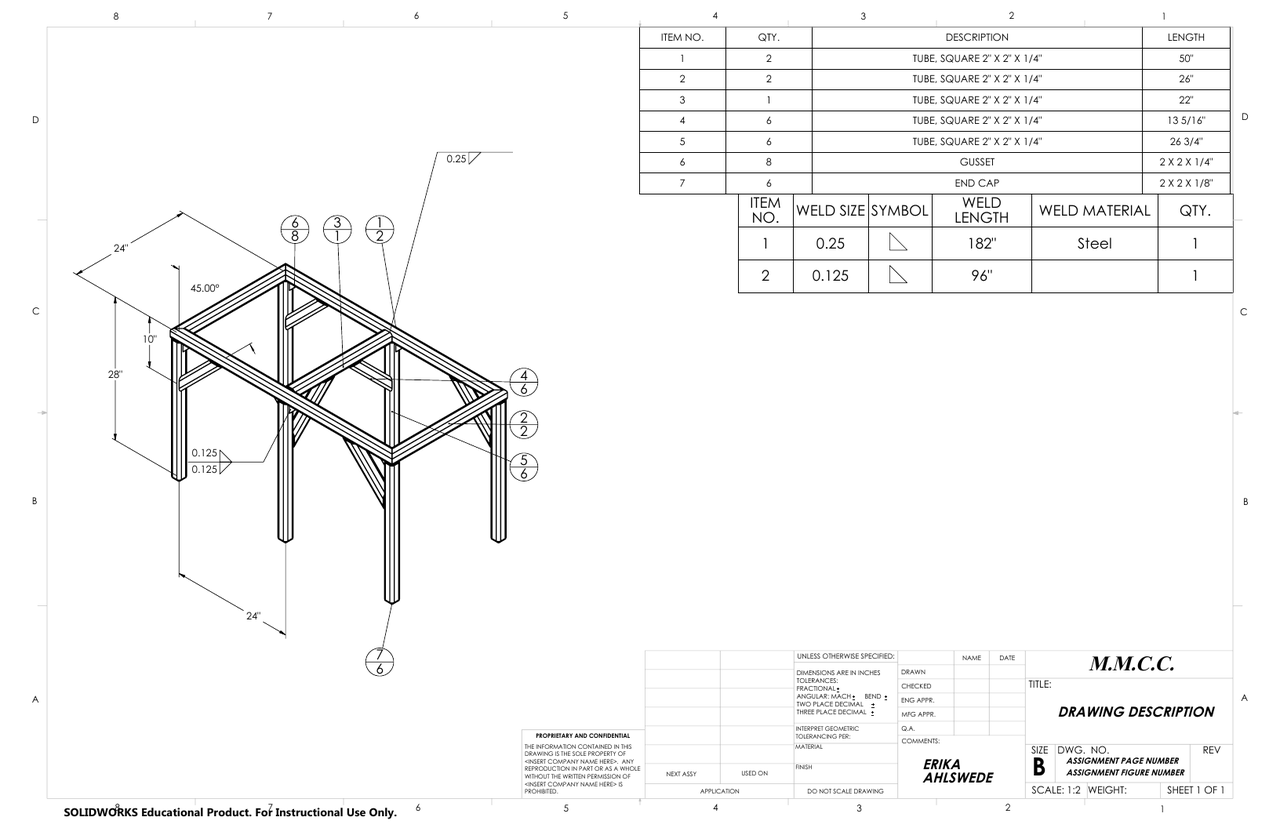 8 7 6 5 4 3 2 1
ITEM NO. QTY. DESCRIPTION LENGTH
1 2 TUBE, SQUARE 2" X 2" X 1/4" 50"
2 2 TUBE, SQUARE 2" X 2" X 1/4" 26"
3 1 TUBE, SQUARE 2" X 2" X 1/4" 22"
4 6 TUBE, SQUARE 2" X 2" X 1/4" 13 5/16"
5 6 TUBE, SQUARE 2" X 2" X 1/4" 26 3/4"
6 8 GUSSET 2 X 2 X 1/4"
7 6 END CAP 2 X 2 X 1/8"
ITEM NO. WELD SIZE SYMBOL WELD LENGTH WELD MATERIAL QTY.
1 0.25 182" Steel 1
2 0.125 96" 1
D D
C C
B B
A A
0.25
6 8
3 1
1 2
24"
45.00°
10"
28"
4 6
2 2
5 6
0.125
0.125
24"
7 6
PROPRIETARY AND CONFIDENTIAL
THE INFORMATION CONTAINED IN THIS
DRAWING IS THE SOLE PROPERTY OF
<INSERT COMPANY NAME HERE>. ANY
REPRODUCTION IN PART OR AS A WHOLE
WITHOUT THE WRITTEN PERMISSION OF
<INSERT COMPANY NAME HERE> IS
PROHIBITED.
NEXT ASSY USED ON
APPLICATION
UNLESS OTHERWISE SPECIFIED:
DIMENSIONS ARE IN INCHES
TOLERANCES:
FRACTIONAL±
ANGULAR: MACH± BEND ±
TWO PLACE DECIMAL ±
THREE PLACE DECIMAL ±
INTERPRET GEOMETRIC
TOLERANCING PER:
MATERIAL
FINISH
DO NOT SCALE DRAWING
NAME DATE
DRAWN
CHECKED
ENG APPR.
MFG APPR.
Q.A.
COMMENTS:
ERIKA
AHLSWEDE
M.M.C.C.
TITLE:
DRAWING DESCRIPTION
SIZE DWG. NO. REV
B ASSIGNMENT PAGE NUMBER
ASSIGNMENT FIGURE NUMBER
SCALE: 1:2 WEIGHT: SHEET 1 OF 1
8 6 5 4 3 2 1
SOLIDWORKS Educational Product. For Instructional Use Only.